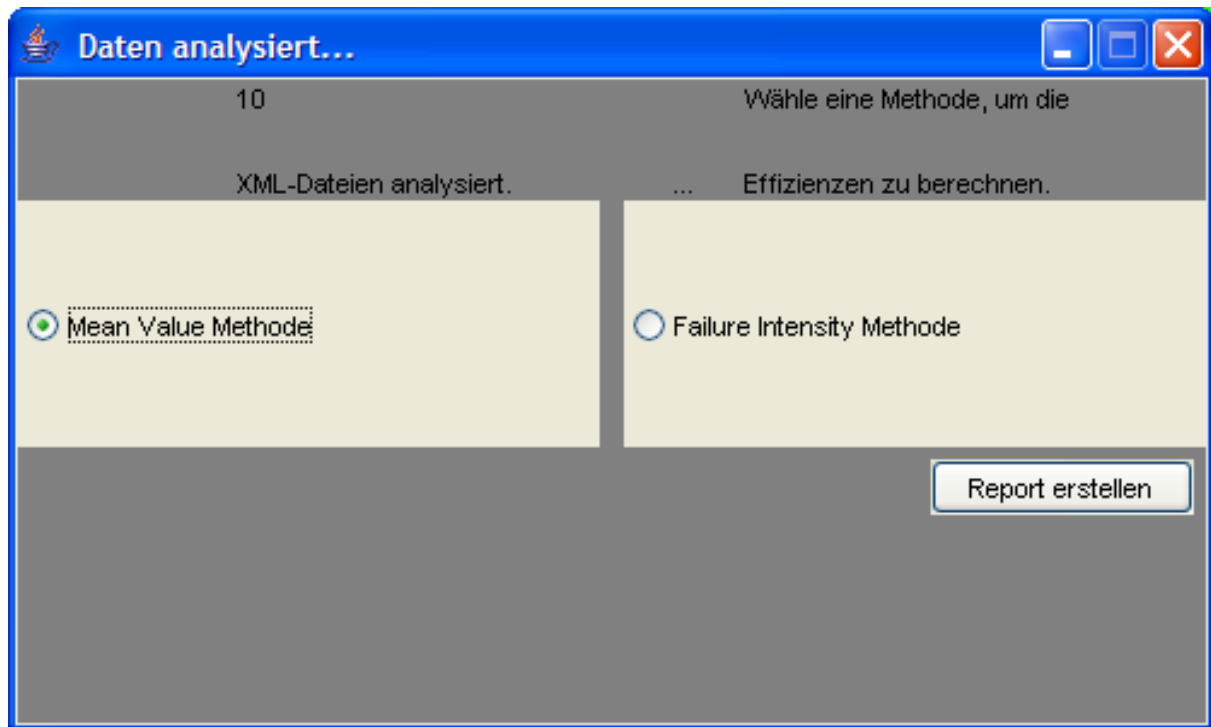 Daten analysiert...
10
XML-Dateien analysiert.
...
Wähle eine Methode, um die
Effizienzen zu berechnen.
Mean Value Methode
Failure Intensity Methode
Report erstellen